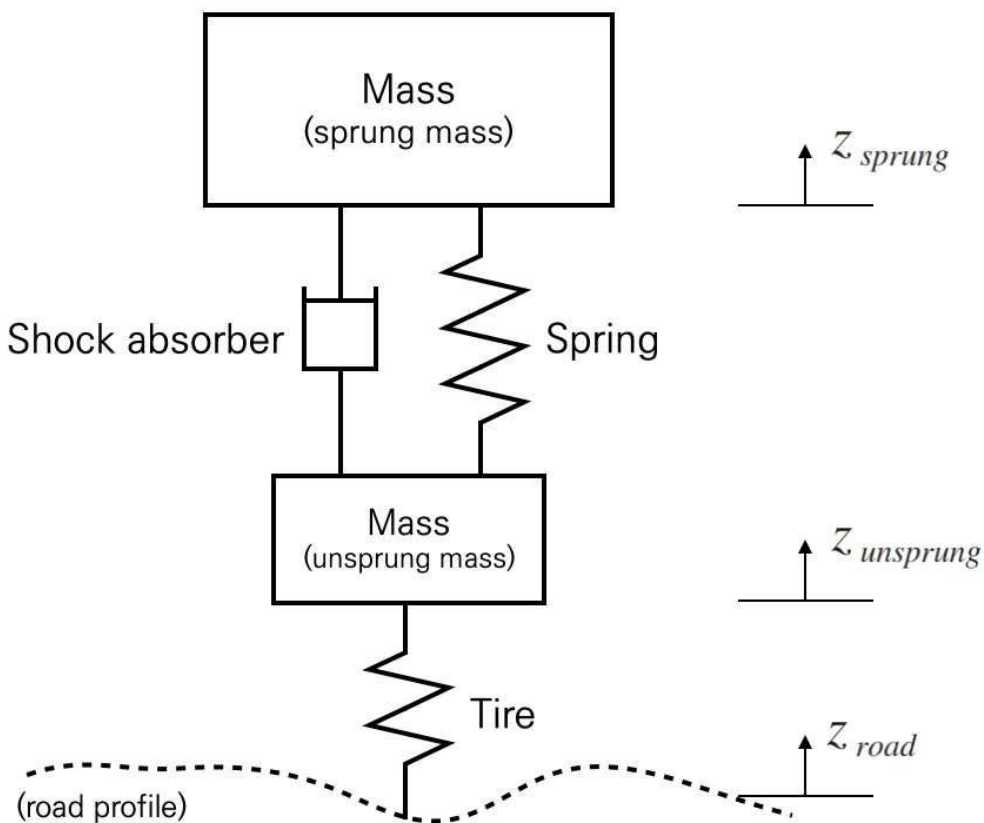 Mass
(sprung mass)
z sprung
Shock absorber
Spring
Mass
(unsprung mass)
z unsprung
Tire
z road
(road profile)